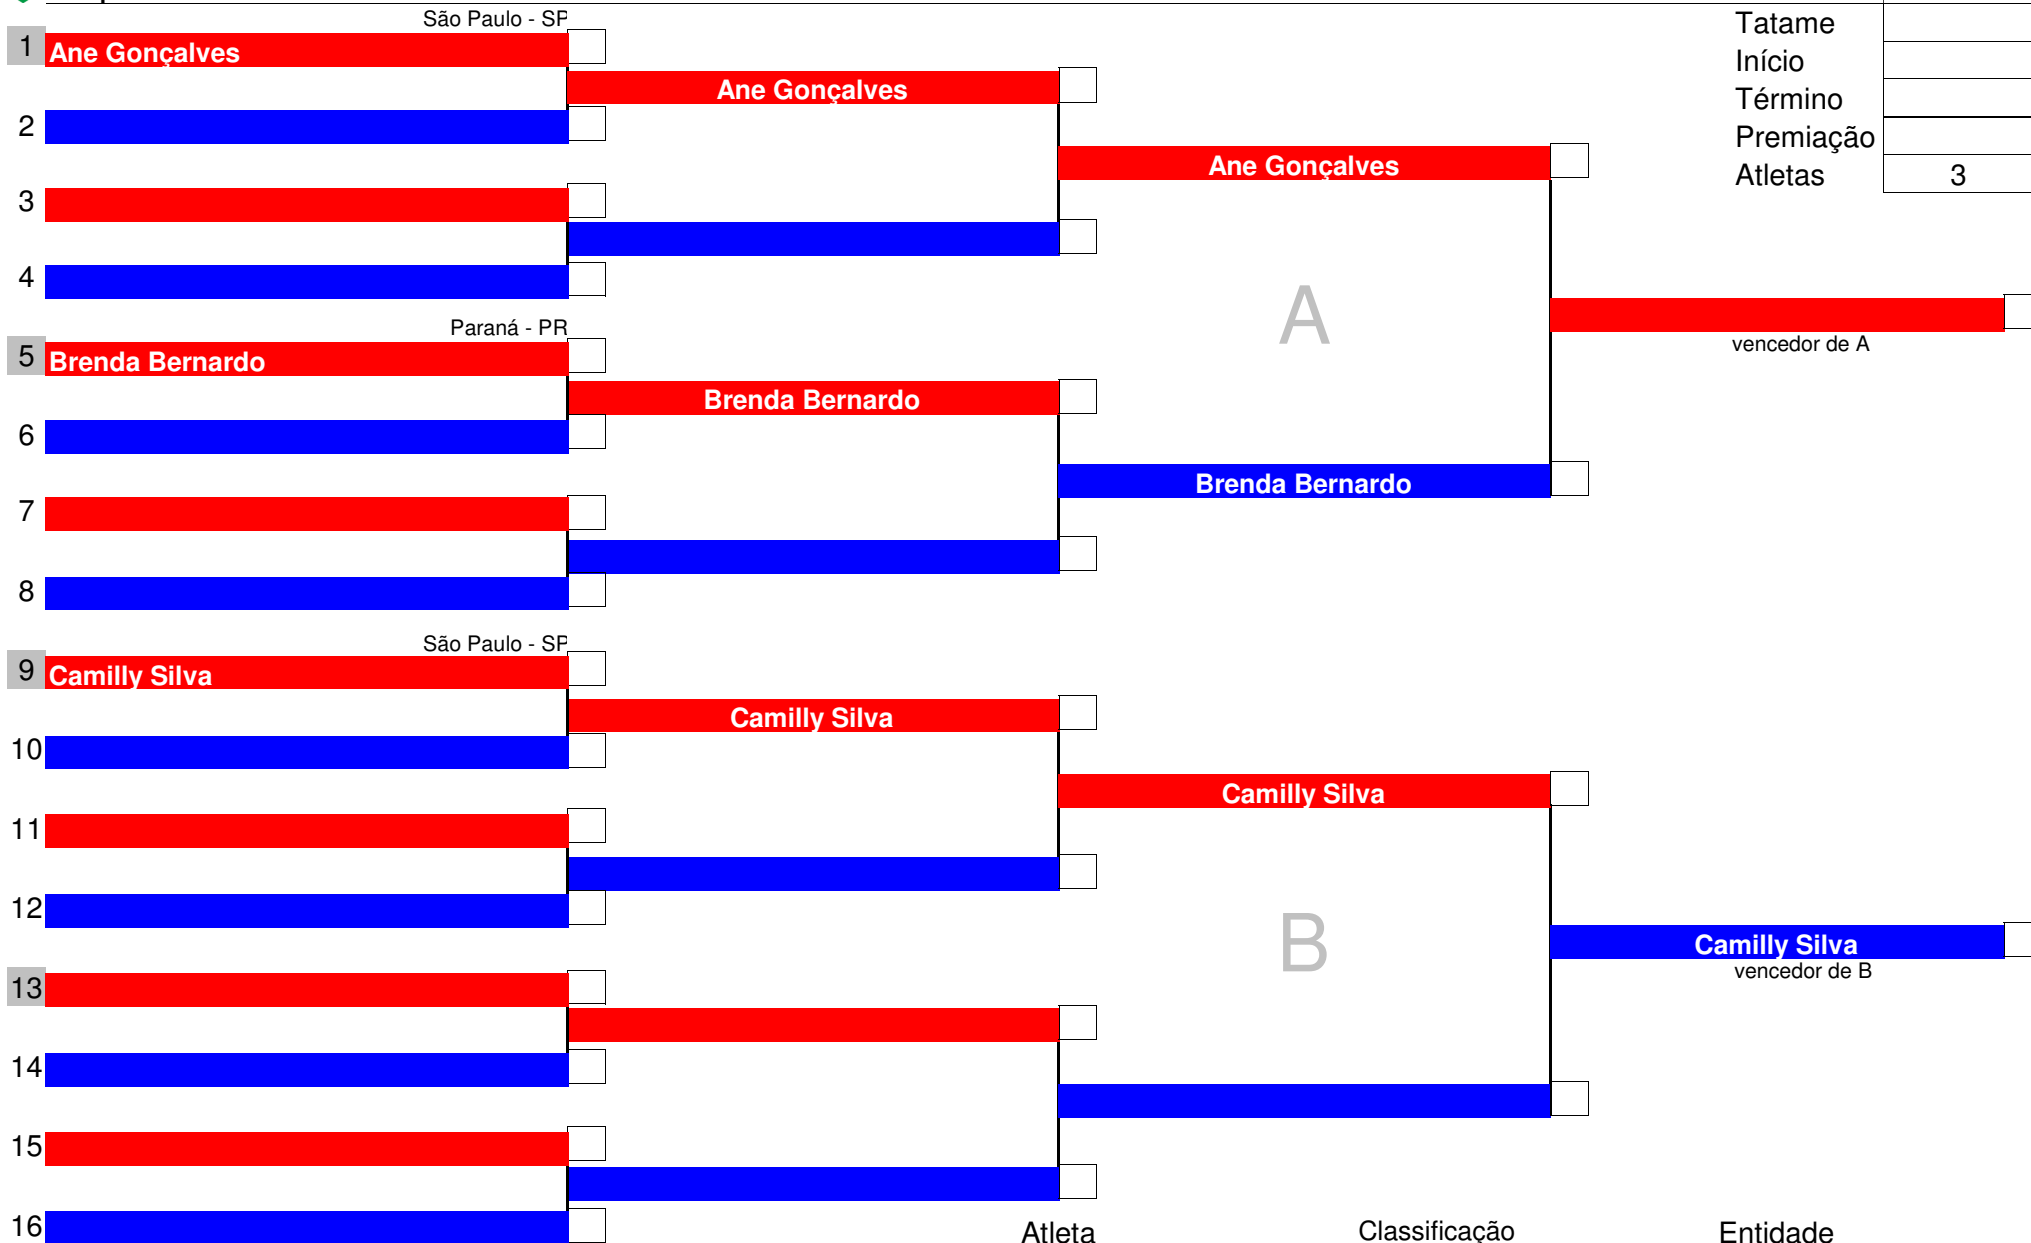 São Paulo - SP
Tatame
1 Ane Gonçalves
Início
Ane Gonçalves
Término
2
Premiação
Ane Gonçalves
Atletas 3
3
4
A
Paraná - PR
vencedor de A
5 Brenda Bernardo
Brenda Bernardo
6
Brenda Bernardo
7
8
São Paulo - SP
9 Camilly Silva
Camilly Silva
10
Camilly Silva
11
12
B
Camilly Silva
vencedor de B
13
14
15
16
Atleta Classificação Entidade